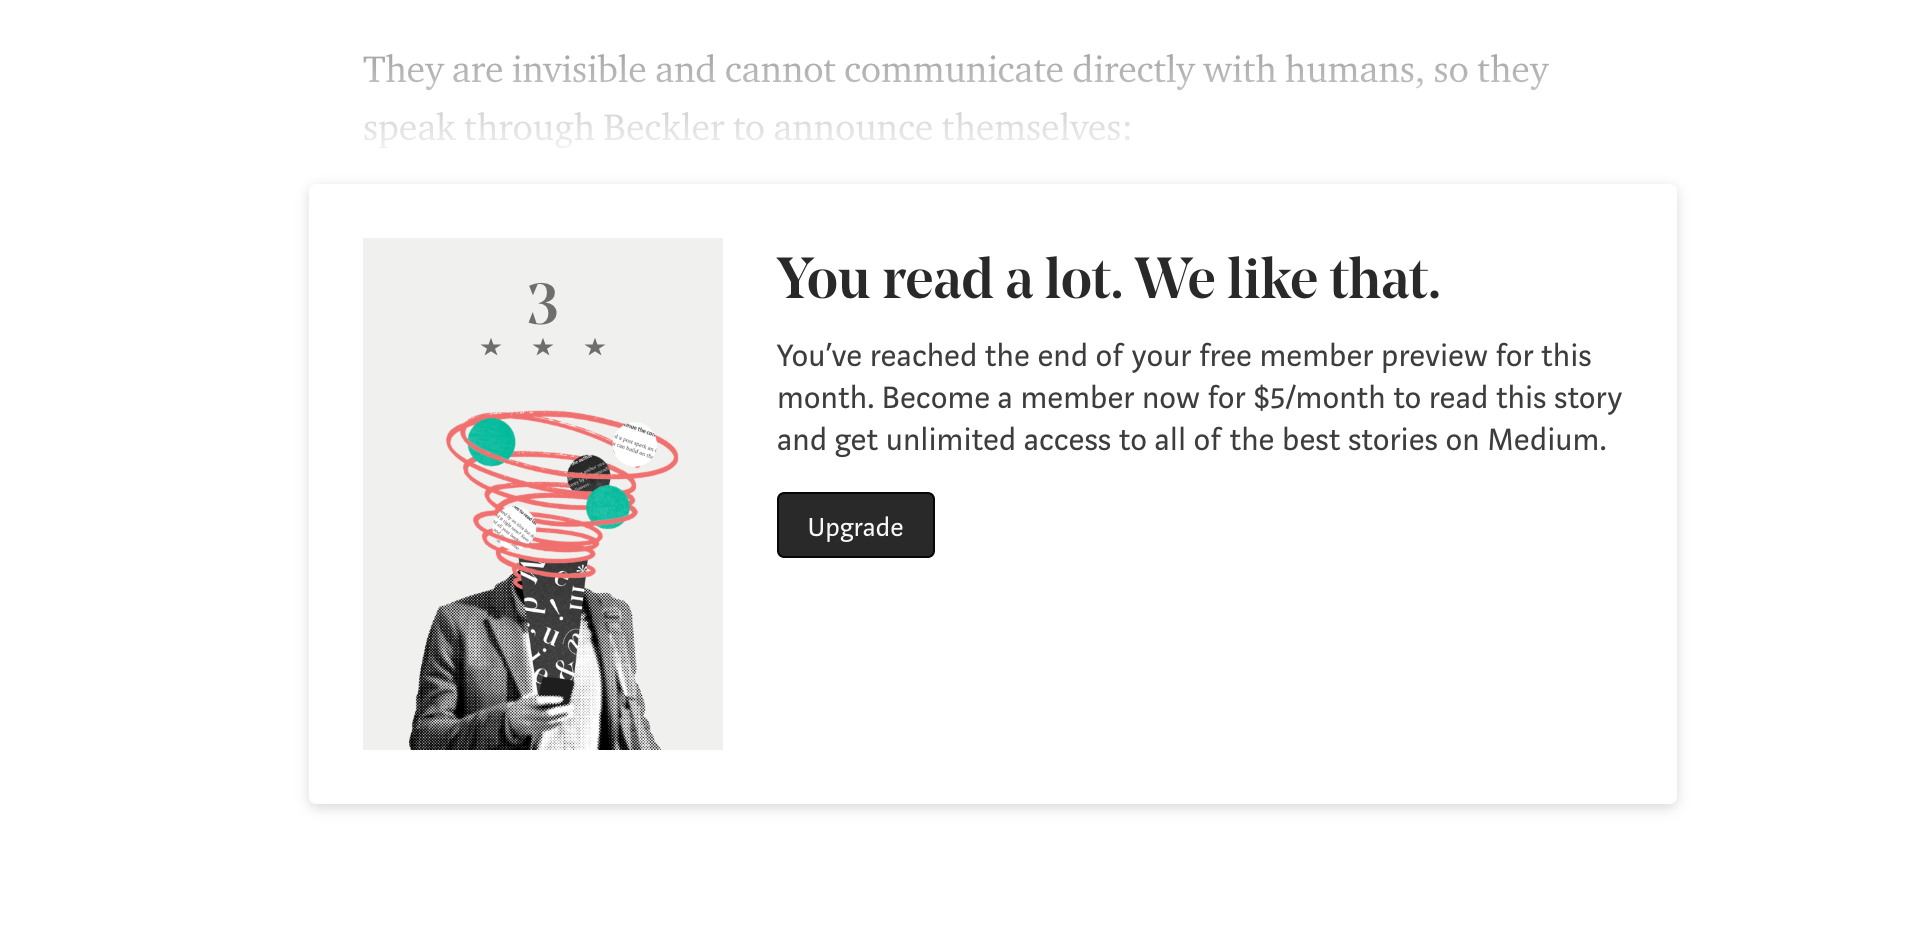 They are invisible and cannot communicate directly with humans, so they
speak through Beckler to announce themselves:
3
You read a lot. We like that.
You’ve reached the end of your free member preview for this
month. Become a member now for $5/month to read this story
and get unlimited access to all of the best stories on Medium.
Upgrade